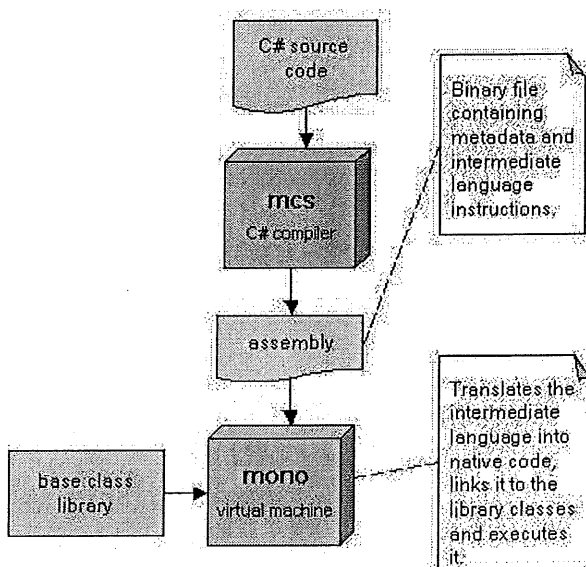 C# source
code
Binary file
containing
metadata and
intermediate
language
instructions.
mcs
C# compiler
assembly
Translates the
intermediate
language into
native code,
links it to the
library classes
and executes
it.
base class
library
mono
virtual machine